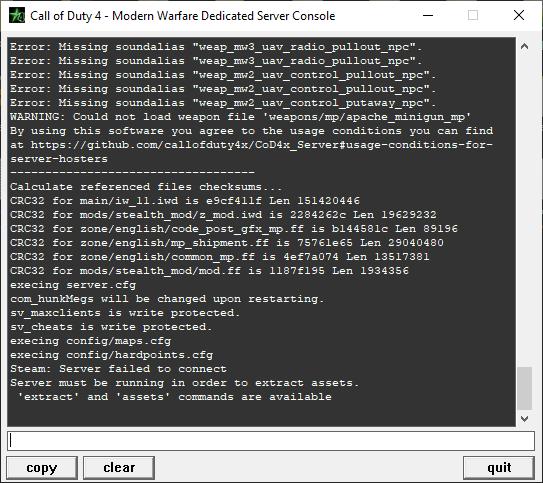 Call of Duty 4 - Modern Warfare Dedicated Server Console
Error: Missing soundalias "weap_mw3_uav_radio_pullout_npc".
Error: Missing soundalias "weap_mw3_uav_radio_pullout_npc".
Error: Missing soundalias "weap_mw2_uav_control_pullout_npc".
Error: Missing soundalias "weap_mw2_uav_control_pullout_npc".
Error: Missing soundalias "weap_mw2_uav_control_putaway_npc".
WARNING: Could not load weapon file 'weapons/mp/apache_minigun_mp'
By using this software you agree to the usage conditions you can find
at https://github.com/callofduty4x/CoD4x_Server#usage-conditions-for-
server-hosters
-----------------------------------
Calculate referenced files checksums...
CRC32 for main/iw_11.iwd is e9cf411f Len 151420446
CRC32 for mods/stealth_mod/z_mod.iwd is 2284262c Len 19629232
CRC32 for zone/english/code_post_gfx_mp.ff is b144581c Len 89196
CRC32 for zone/english/mp_shipment.ff is 75761e65 Len 29040480
CRC32 for zone/english/common_mp.ff is 4ef7a074 Len 13517381
CRC32 for mods/stealth_mod/mod.ff is 1187f195 Len 1934356
execing server.cfg
com_hunkMegs will be changed upon restarting.
sv_maxclients is write protected.
sv_cheats is write protected.
execing config/maps.cfg
execing config/hardpoints.cfg
Steam: Server failed to connect
Server must be running in order to extract assets.
 'extract' and 'assets' commands are available
copy clear quit